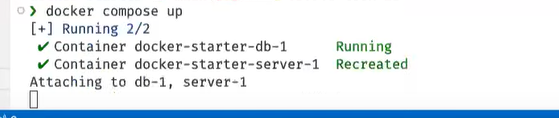 ❯ docker compose up
[+] Running 2/2
✔ Container docker-starter-db-1 Running
✔ Container docker-starter-server-1 Recreated
Attaching to db-1, server-1